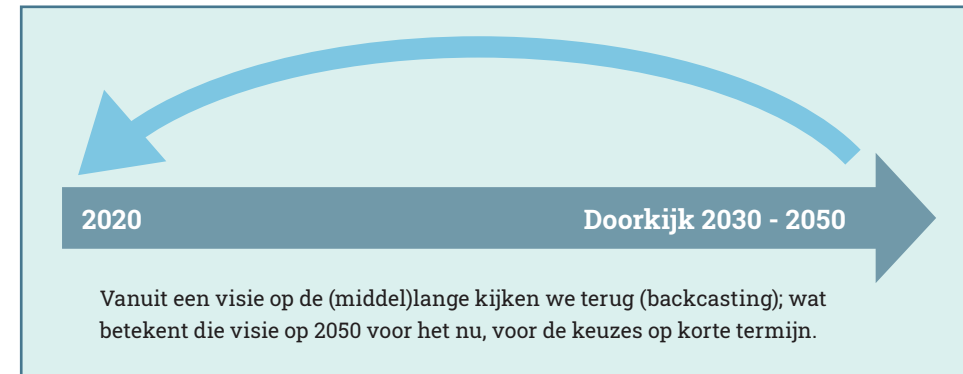 2020
Doorkijk 2030 - 2050
Vanuit een visie op de (middel)lange kijken we terug (backcasting); wat
betekent die visie op 2050 voor het nu, voor de keuzes op korte termijn.